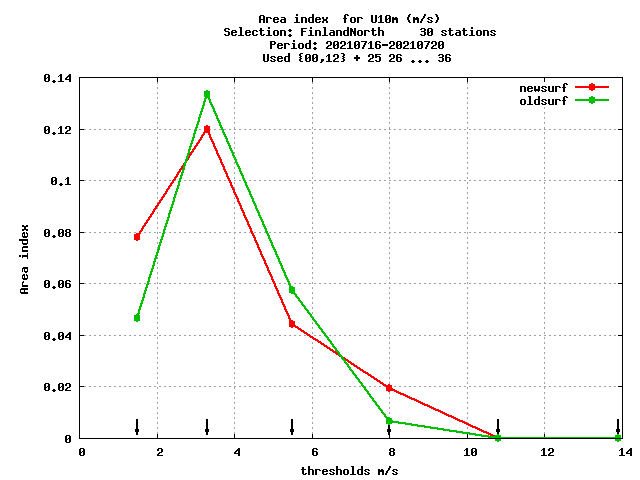 Area index  for U10m (m/s)
Selection: FinlandNorth     30 stations
Period: 20210716-20210720
Used {00,12} + 25 26 ... 36
newsurf
oldsurf
0.14
0.12
0.1
0.08
0.06
0.04
0.02
0
Area index
0 2 4 6 8 10 12 14
thresholds m/s